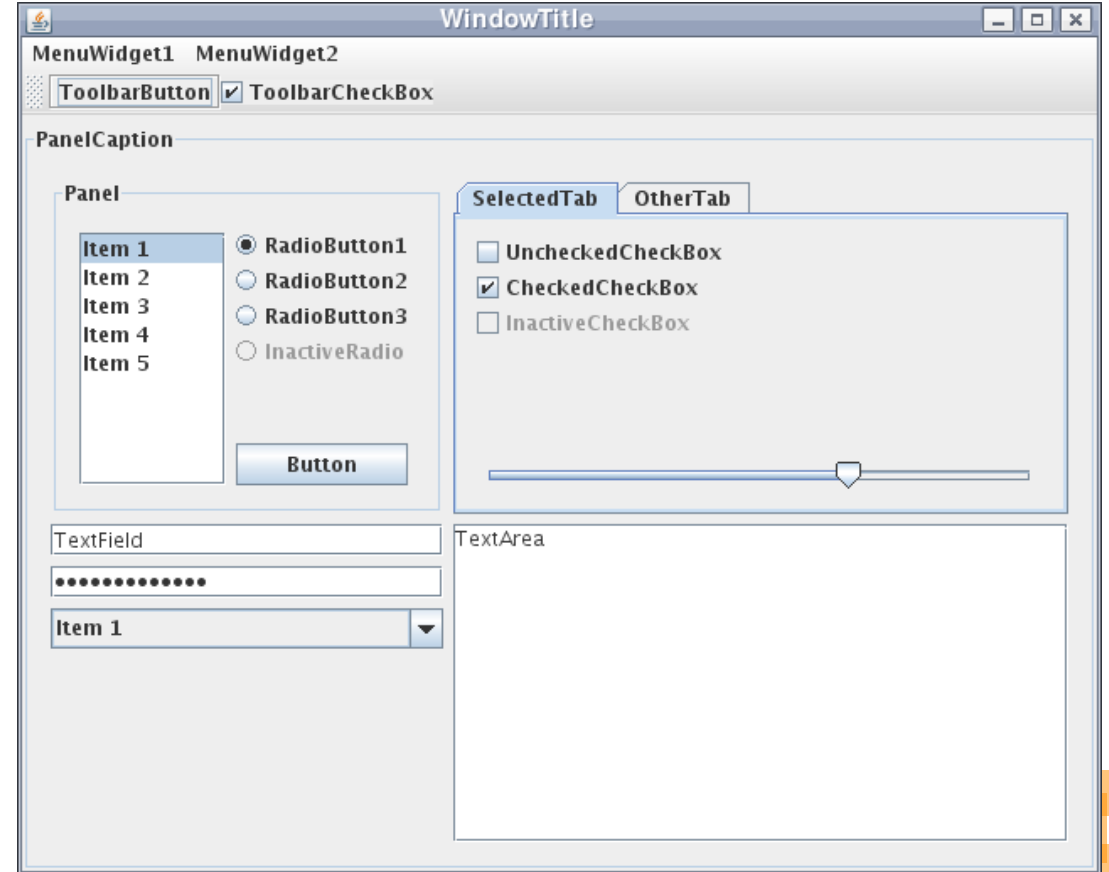 WindowTitle
MenuWidget1 MenuWidget2
ToolbarButton ToolbarCheckBox
PanelCaption
Panel
Item 1
Item 2
Item 3
Item 4
Item 5
RadioButton1
RadioButton2
RadioButton3
InactiveRadio
Button
SelectedTab OtherTab
UncheckedCheckBox
CheckedCheckBox
InactiveCheckBox
TextField
•••••••••••••
Item 1
TextArea